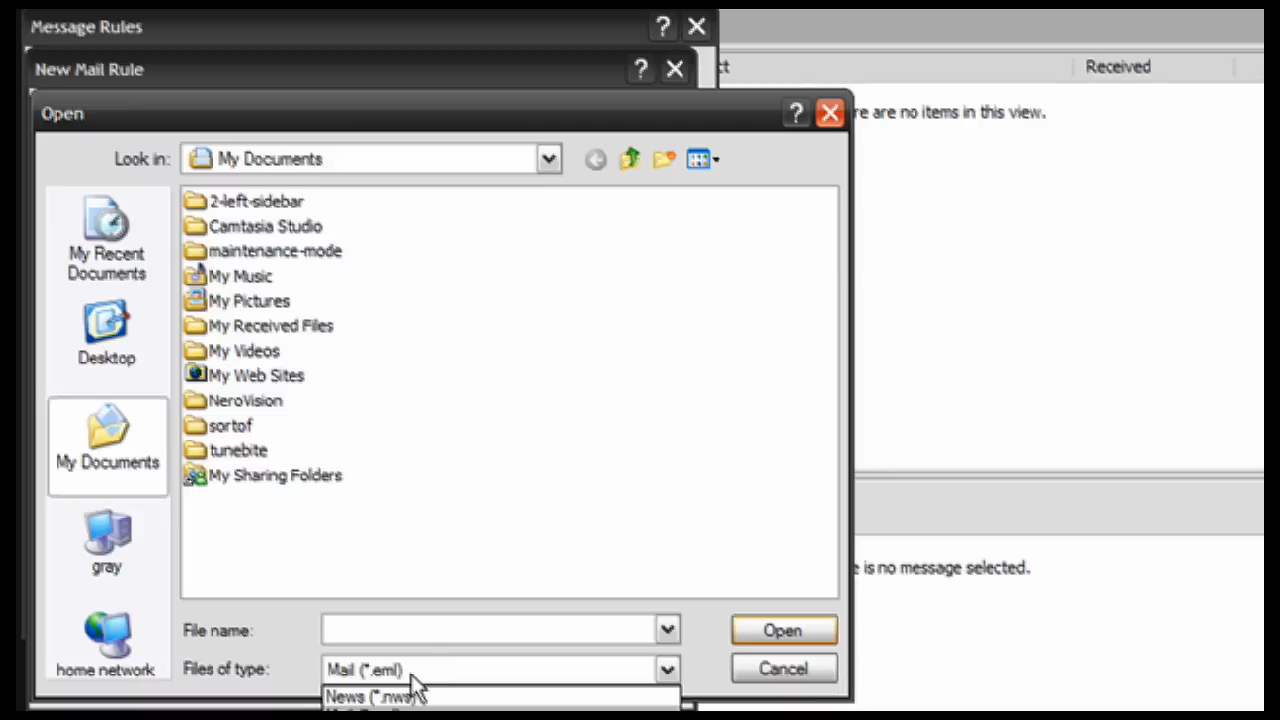 Message Rules
New Mail Rule
ct
Received
Open
re are no items in this view.
Look in:
My Documents
2-left-sidebar
Camtasia Studio
maintenance-mode
My Music
My Pictures
My Received Files
My Videos
My Web Sites
NeroVision
sortof
tunebite
My Sharing Folders
My Recent
Documents
Desktop
My Documents
gray
home network
e is no message selected.
File name:
Open
Files of type:
Mail (*.eml)
Cancel
News (*.nws)